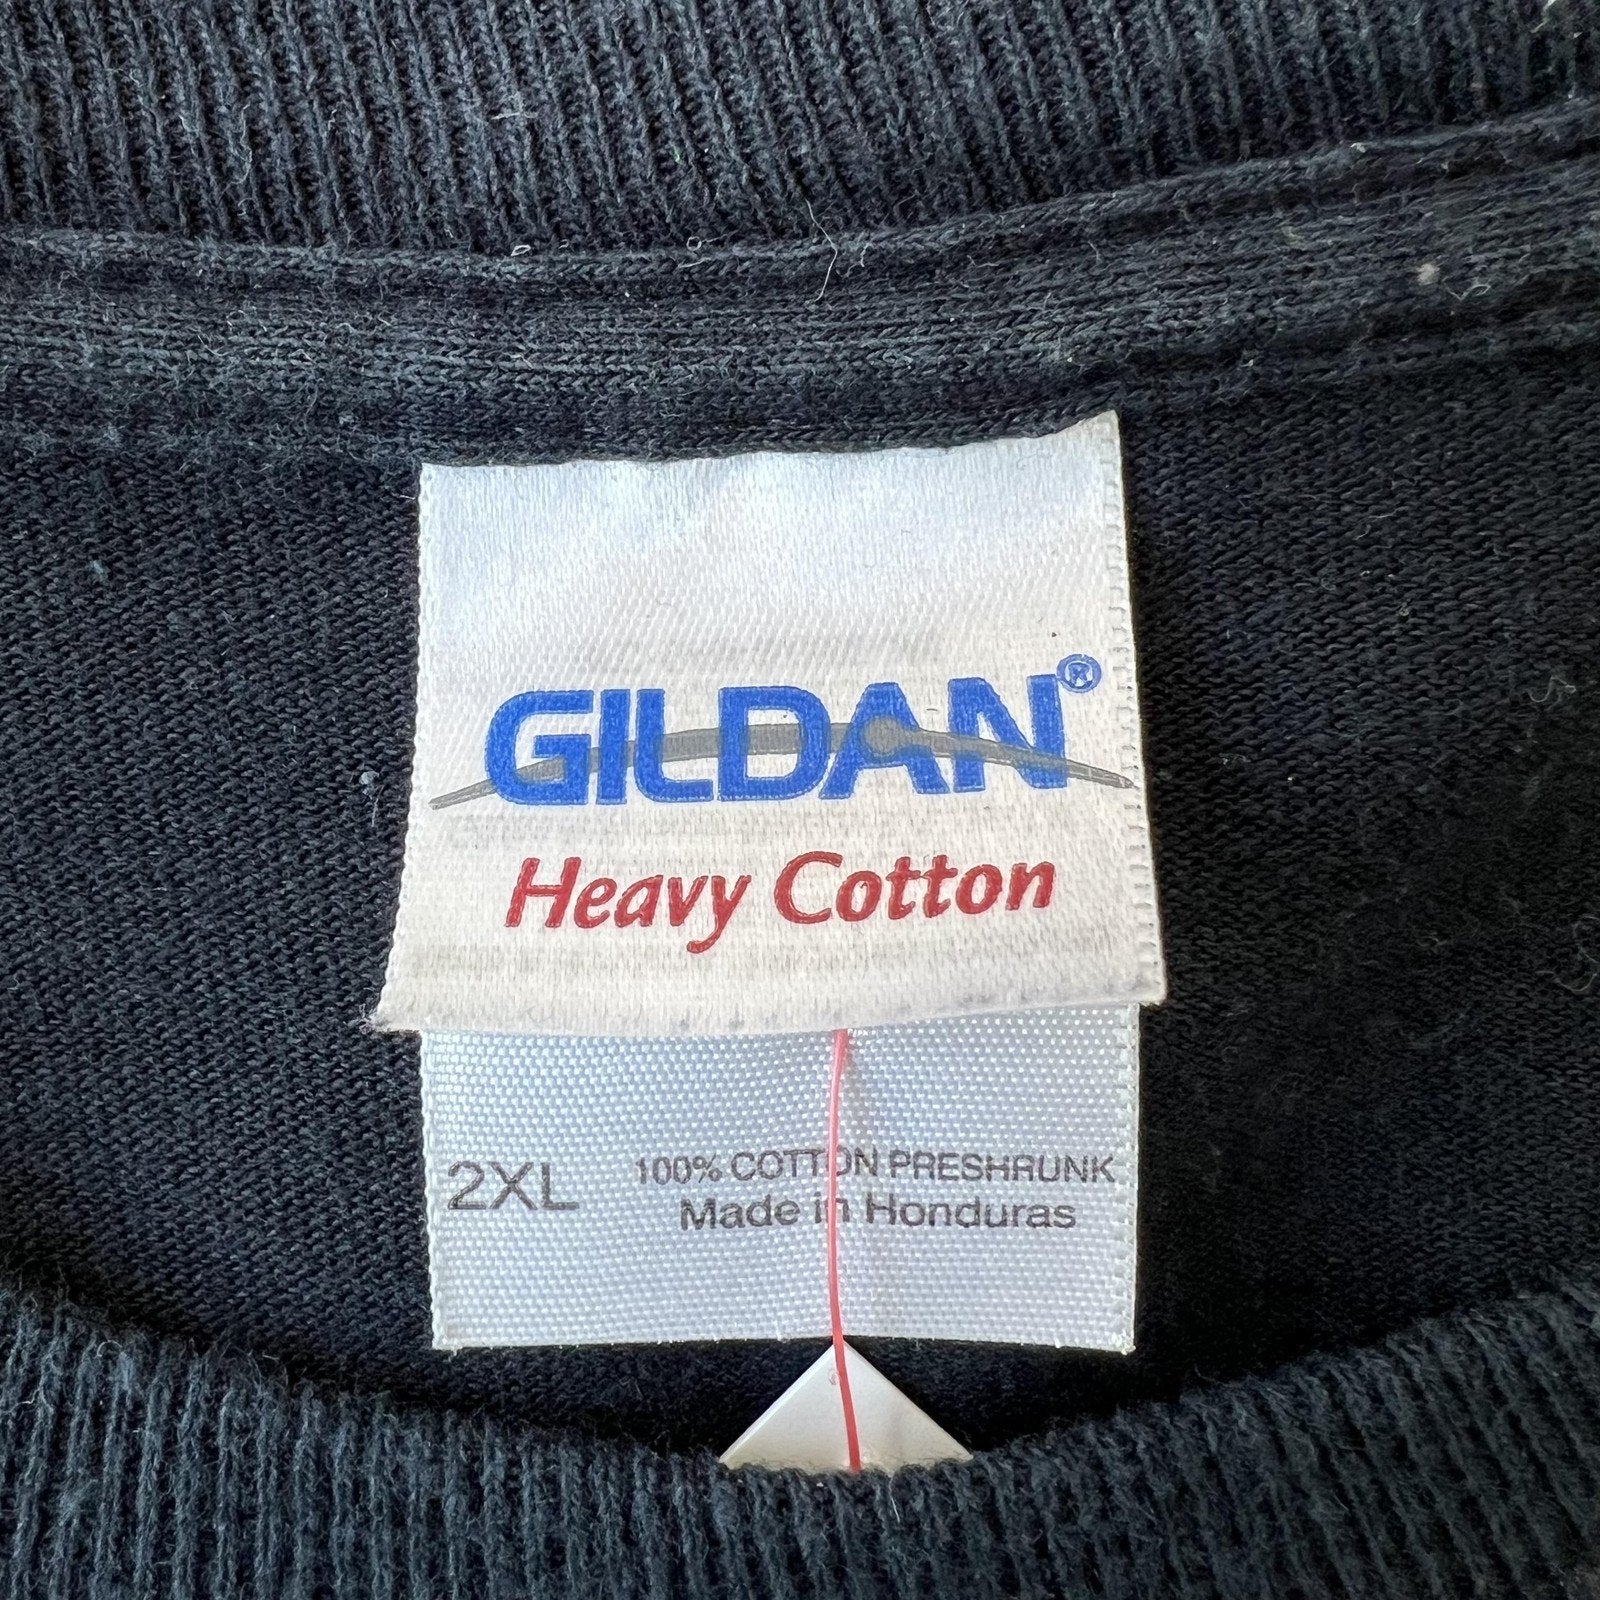 GILDAN®
Heavy Cotton
2XL
100% COTTON PRESHRUNK
Made in Honduras